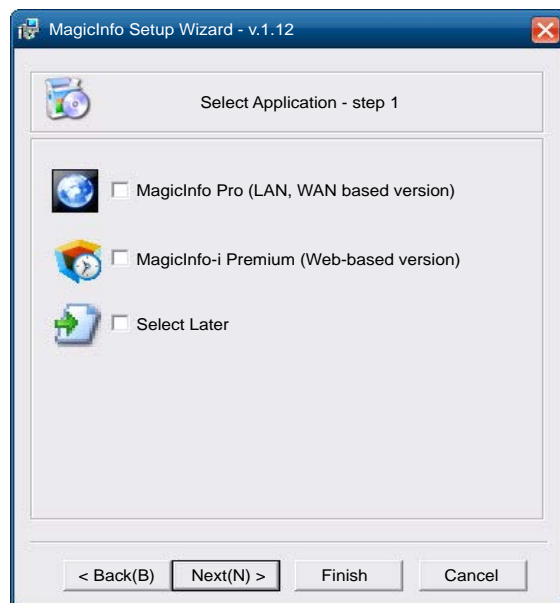 MagicInfo Setup Wizard - v.1.12
Select Application - step 1
MagicInfo Pro (LAN, WAN based version)
MagicInfo-i Premium (Web-based version)
Select Later
< Back(B) Next(N) > Finish Cancel